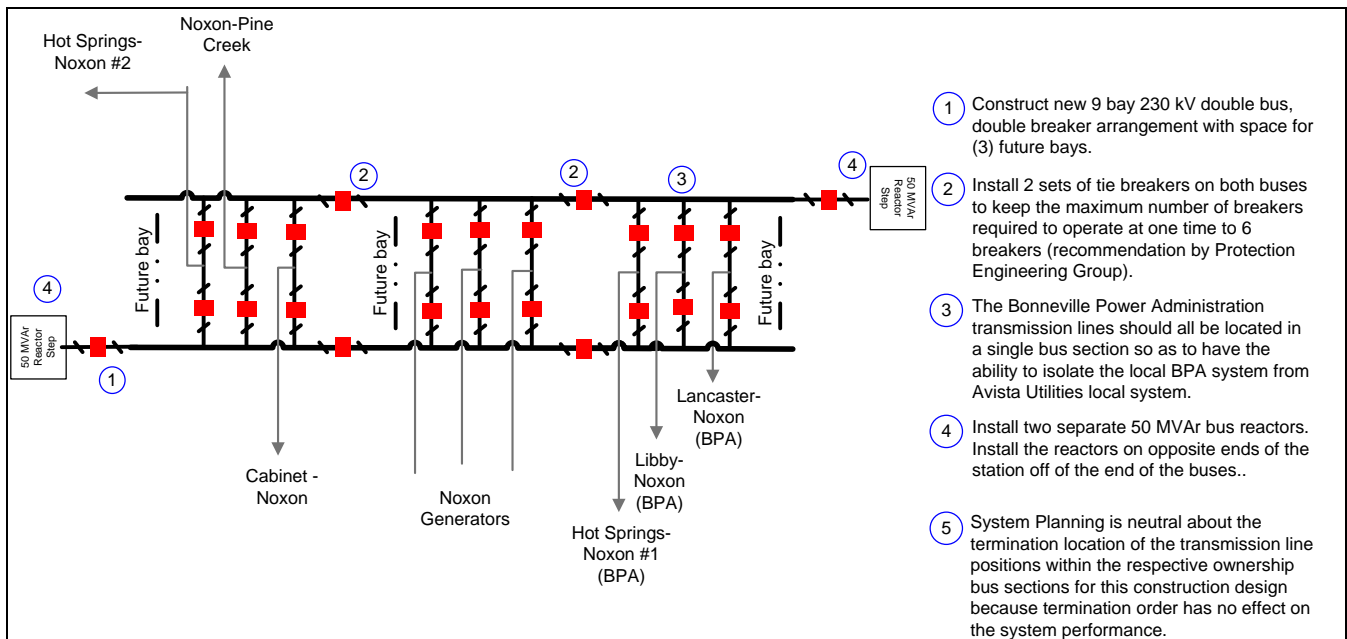 Noxon-Pine
Creek
Hot Springs-
Noxon #2
2
2
3
4
50 MVAr
Reactor
Step
Future bay
Future bay
Future bay
4
50 MVAr
Reactor
Step
1
Cabinet -
Noxon
Noxon
Generators
Lancaster-
Noxon
(BPA)
Libby-
Noxon
(BPA)
Hot Springs-
Noxon #1
(BPA)
1 Construct new 9 bay 230 kV double bus,
double breaker arrangement with space for
(3) future bays.
2 Install 2 sets of tie breakers on both buses
to keep the maximum number of breakers
required to operate at one time to 6
breakers (recommendation by Protection
Engineering Group).
3 The Bonneville Power Administration
transmission lines should all be located in
a single bus section so as to have the
ability to isolate the local BPA system from
Avista Utilities local system.
4 Install two separate 50 MVAr bus reactors.
Install the reactors on opposite ends of the
station off of the end of the buses..
5 System Planning is neutral about the
termination location of the transmission line
positions within the respective ownership
bus sections for this construction design
because termination order has no effect on
the system performance.